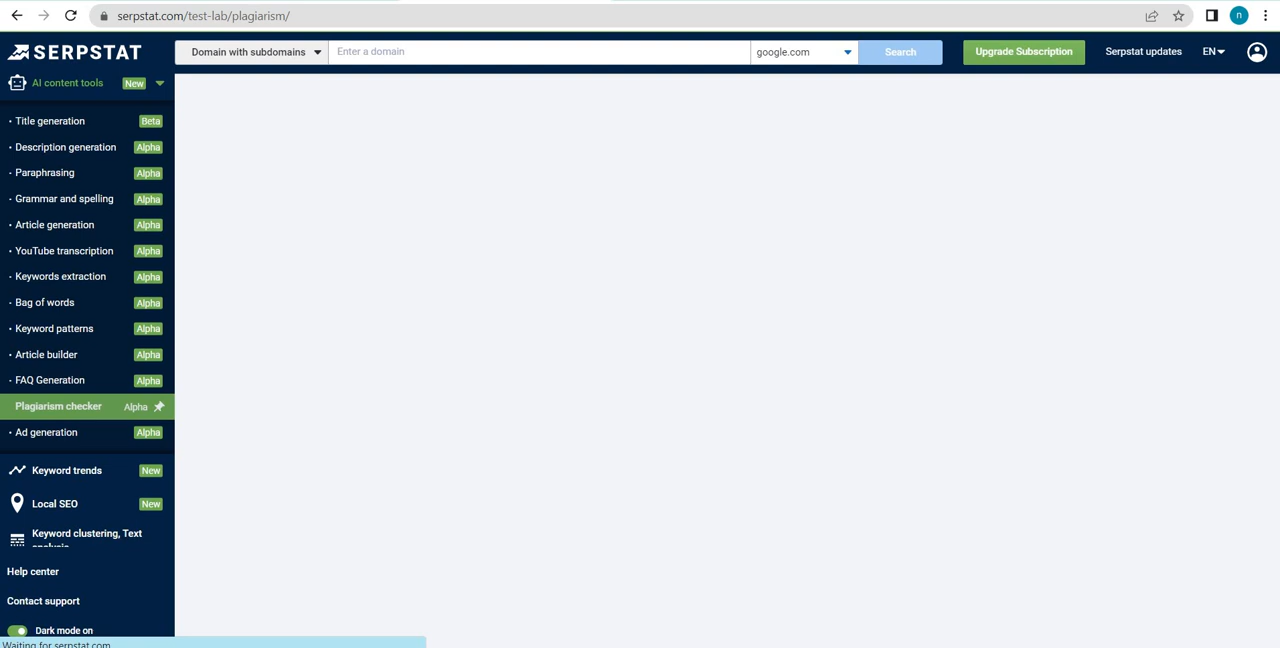 serpstat.com/test-lab/plagiarism/
n
SERPSTAT
Domain with subdomains
Enter a domain
google.com
Search
Upgrade Subscription
Serpstat updates
EN
AI content tools New
Title generation Beta
Description generation Alpha
Paraphrasing Alpha
Grammar and spelling Alpha
Article generation Alpha
YouTube transcription Alpha
Keywords extraction Alpha
Bag of words Alpha
Keyword patterns Alpha
Article builder Alpha
FAQ Generation Alpha
Plagiarism checker Alpha
Ad generation Alpha
Keyword trends New
Local SEO New
Keyword clustering, Text
analysis
Help center
Contact support
Dark mode on
Waiting for serpstat.com